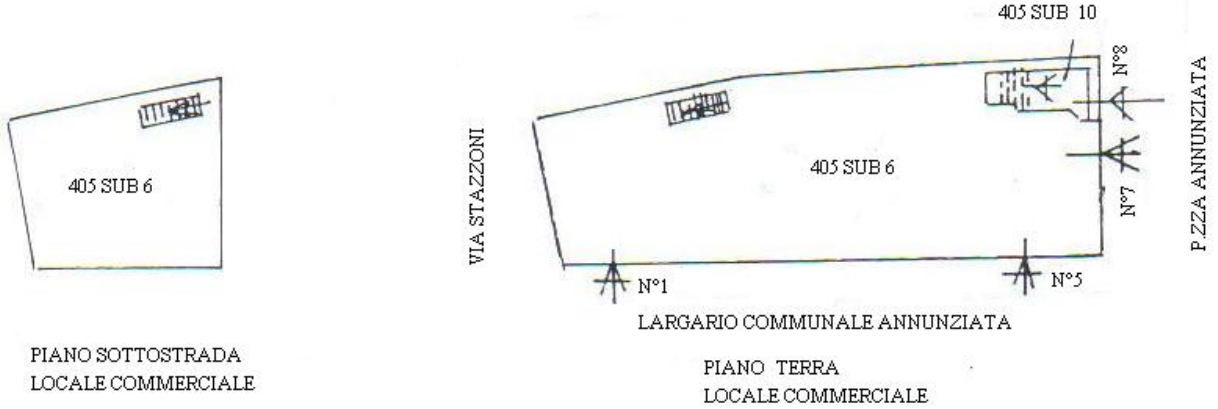 405 SUB 10
N°8
P.ZZA ANNUNZIATA
VIA STAZZONI
405 SUB 6
405 SUB 6
N°7
N°1
N°5
LARGARIO COMMUNALE ANNUNZIATA
PIANO SOTTOSTRADA
LOCALE COMMERCIALE
PIANO TERRA
LOCALE COMMERCIALE